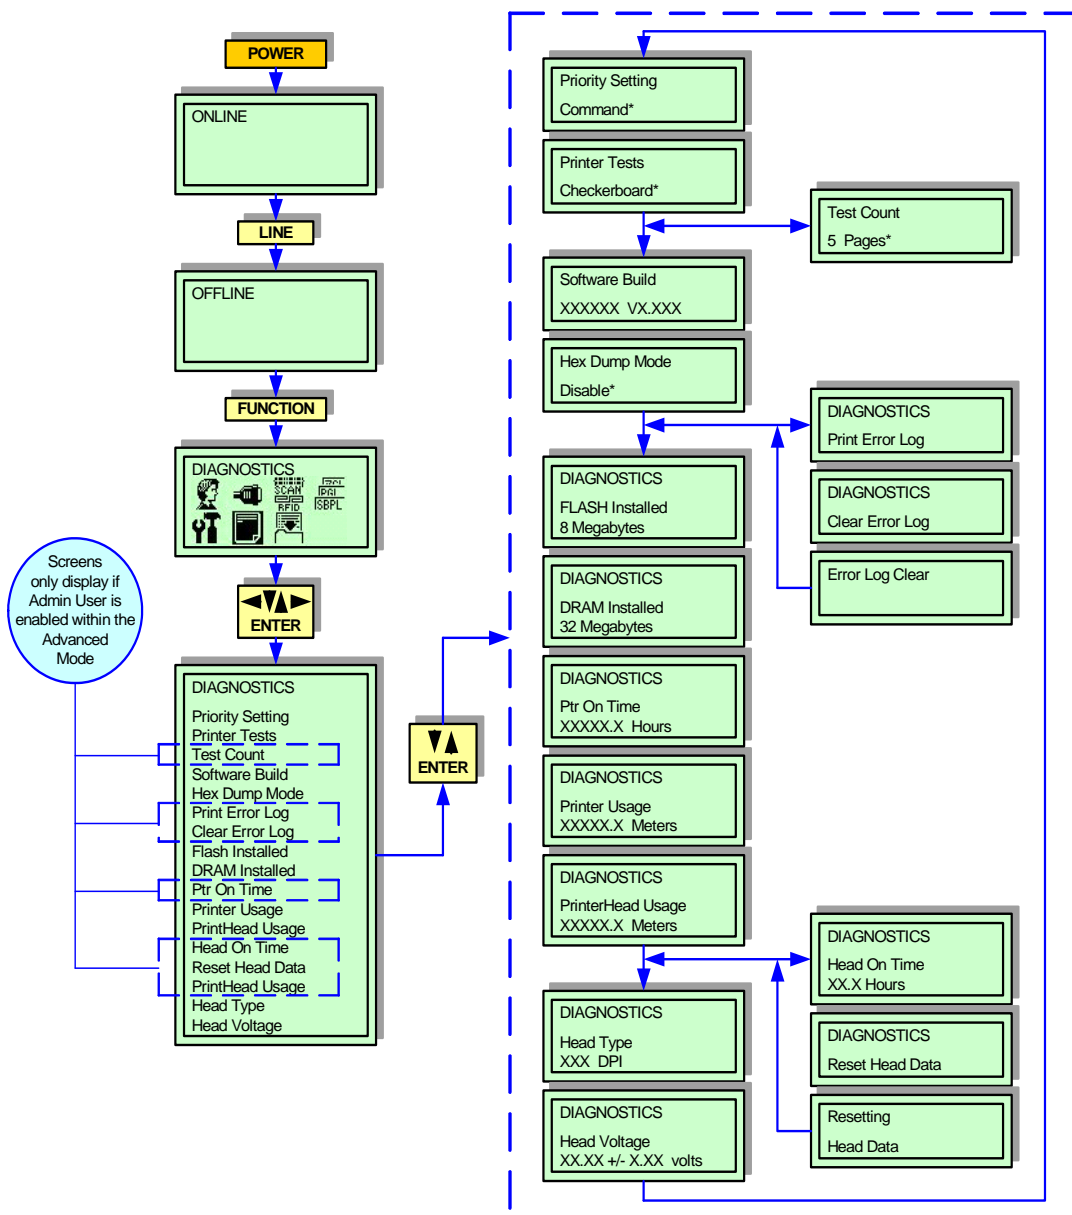 POWER
ONLINE
LINE
OFFLINE
FUNCTION
DIAGNOSTICS
SCAN
RFID
PGL
SBPL
ENTER
Screens
only display if
Admin User is
enabled within the
Advanced
Mode
DIAGNOSTICS
Priority Setting
Printer Tests
Test Count
Software Build
Hex Dump Mode
Print Error Log
Clear Error Log
Flash Installed
DRAM Installed
Ptr On Time
Printer Usage
PrintHead Usage
Head On Time
Reset Head Data
PrintHead Usage
Head Type
Head Voltage
ENTER
Priority Setting
Command*
Printer Tests
Checkerboard*
Test Count
5 Pages*
Software Build
XXXXXX VX.XXX
Hex Dump Mode
Disable*
DIAGNOSTICS
Print Error Log
DIAGNOSTICS
Clear Error Log
Error Log Clear
DIAGNOSTICS
FLASH Installed
8 Megabytes
DIAGNOSTICS
DRAM Installed
32 Megabytes
DIAGNOSTICS
Ptr On Time
XXXXX.X Hours
DIAGNOSTICS
Printer Usage
XXXXX.X Meters
DIAGNOSTICS
PrinterHead Usage
XXXXX.X Meters
DIAGNOSTICS
Head On Time
XX.X Hours
DIAGNOSTICS
Reset Head Data
Resetting
Head Data
DIAGNOSTICS
Head Type
XXX DPI
DIAGNOSTICS
Head Voltage
XX.XX +/- X.XX volts